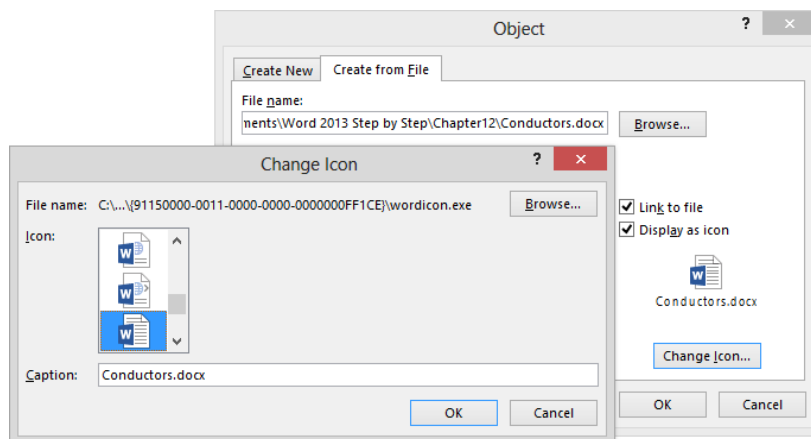 Object
?
×
Create New
Create from File
File name:
ments\Word 2013 Step by Step\Chapter12\Conductors.docx
Browse...
Link to file
Display as icon
W
Conductors.docx
Change Icon...
OK
Cancel
Change Icon
?
×
File name: C:\...\{91150000-0011-0000-0000-0000000FF1CE}\wordicon.exe
Browse...
Icon:
W
W
W
Caption: Conductors.docx
OK
Cancel